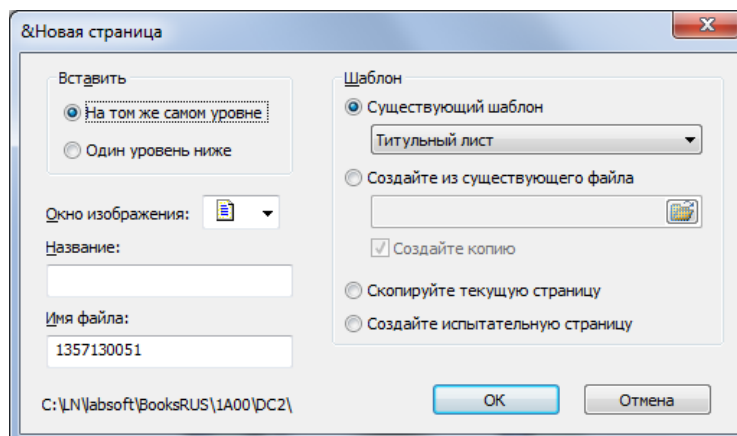 &Новая страница
Вставить
На том же самом уровне
Один уровень ниже
Окно изображения:
Название:
Имя файла:
1357130051
C:\LN\labsoft\BooksRUS\1A00\DC2\
Шаблон
Существующий шаблон
Титульный лист
Создайте из существующего файла
Создайте копию
Скопируйте текущую страницу
Создайте испытательную страницу
OK
Отмена